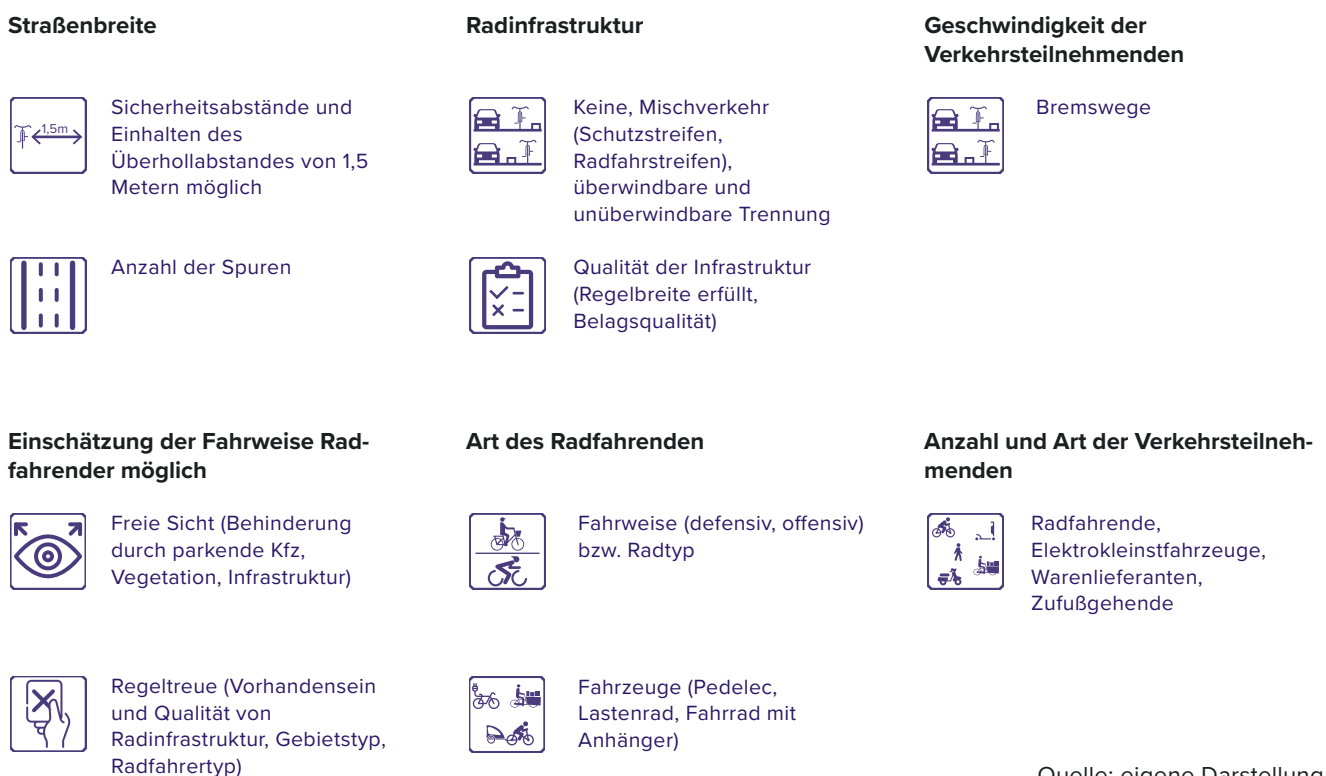 Straßenbreite
1,5m
Sicherheitsabstände und
Einhalten des
Überhollabstandes von 1,5
Metern möglich
Anzahl der Spuren
Radinfrastruktur
Keine, Mischverkehr
(Schutzstreifen,
Radfahrstreifen),
überwindbare und
unüberwindbare Trennung
Qualität der Infrastruktur
(Regelbreite erfüllt,
Belagsqualität)
Geschwindigkeit der
Verkehrsteilnehmenden
Bremswege
Einschätzung der Fahrweise Rad-
fahrender möglich
Freie Sicht (Behinderung
durch parkende Kfz,
Vegetation, Infrastruktur)
Regeltreue (Vorhandensein
und Qualität von
Radinfrastruktur, Gebietstyp,
Radfahrertyp)
Art des Radfahrenden
Fahrweise (defensiv, offensiv)
bzw. Radtyp
Fahrzeuge (Pedelec,
Lastenrad, Fahrrad mit
Anhänger)
Anzahl und Art der Verkehrsteilneh-
menden
Radfahrende,
Elektrokleinstfahrzeuge,
Warenlieferanten,
Zufußgehende
Quelle: eigene Darstellung